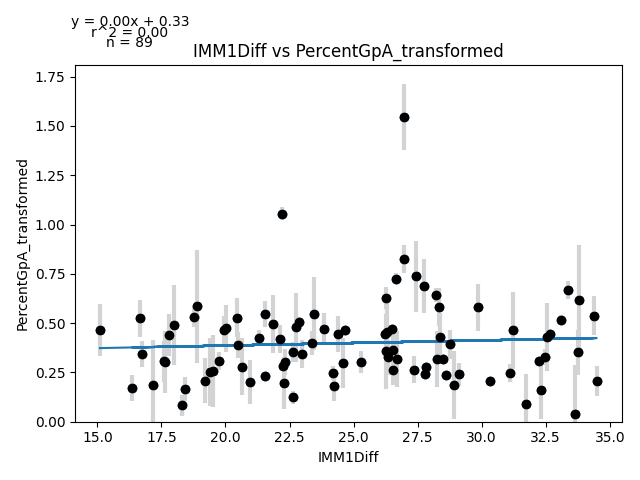 y = 0.00x + 0.33
r^2 = 0.00
n = 89
IMM1Diff vs PercentGpA_transformed
PercentGpA_transformed
1.75
1.50
1.25
1.00
0.75
0.50
0.25
0.00
15.0 17.5 20.0 22.5 25.0 27.5 30.0 32.5 35.0
IMM1Diff